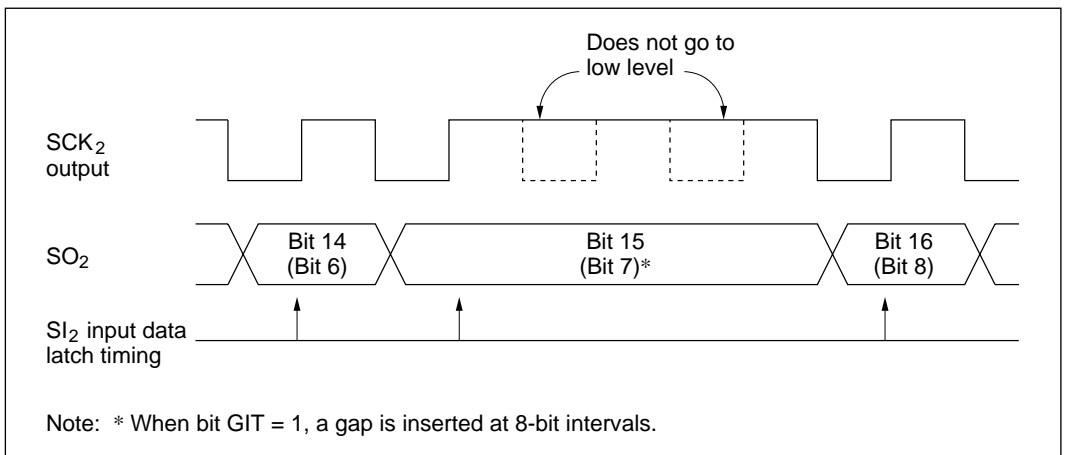 Does not go to
low level
SCK2
output
SO2
Bit 14
(Bit 6)
Bit 15
(Bit 7)*
Bit 16
(Bit 8)
SI2 input data
latch timing
Note: * When bit GIT = 1, a gap is inserted at 8-bit intervals.